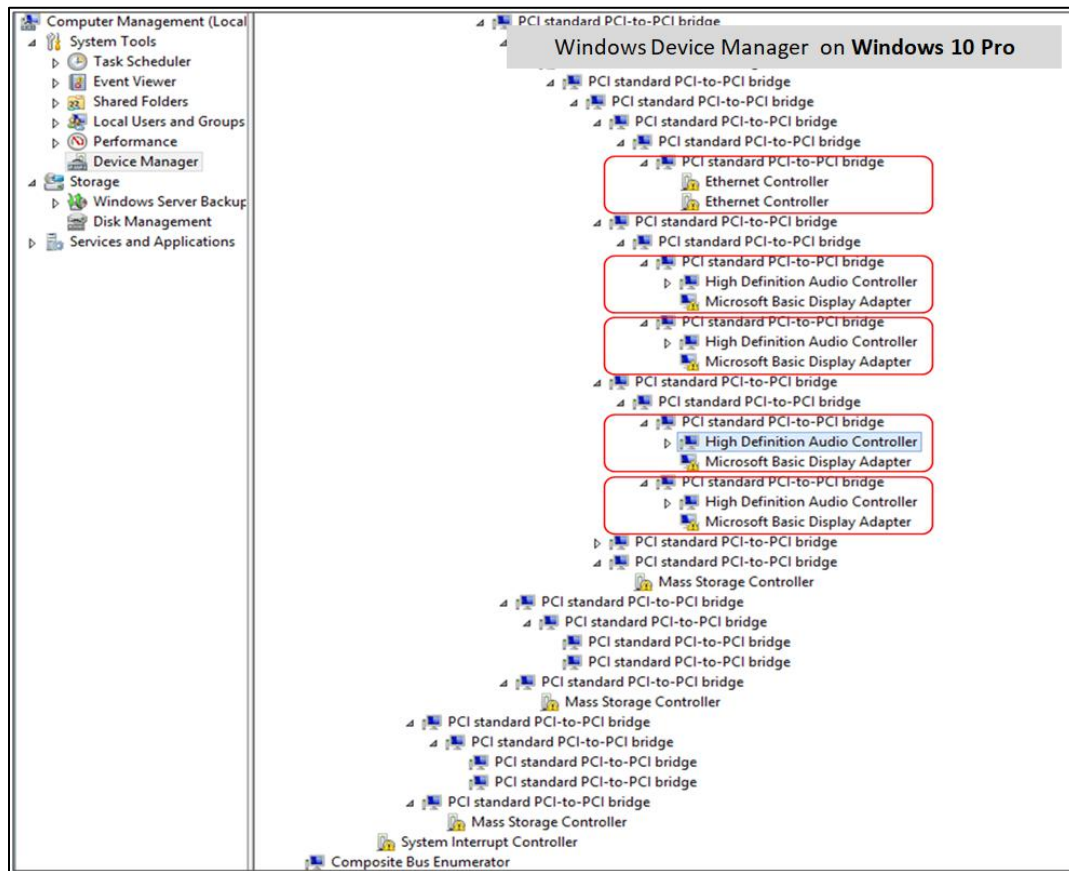 Computer Management (Local
System Tools
Task Scheduler
Event Viewer
Shared Folders
Local Users and Groups
Performance
Device Manager
Storage
Windows Server Backup
Disk Management
Services and Applications
PCI standard PCI-to-PCI bridge
Windows Device Manager on Windows 10 Pro
PCI standard PCI-to-PCI bridge
PCI standard PCI-to-PCI bridge
PCI standard PCI-to-PCI bridge
PCI standard PCI-to-PCI bridge
PCI standard PCI-to-PCI bridge
Ethernet Controller
Ethernet Controller
PCI standard PCI-to-PCI bridge
PCI standard PCI-to-PCI bridge
PCI standard PCI-to-PCI bridge
High Definition Audio Controller
Microsoft Basic Display Adapter
PCI standard PCI-to-PCI bridge
High Definition Audio Controller
Microsoft Basic Display Adapter
PCI standard PCI-to-PCI bridge
PCI standard PCI-to-PCI bridge
PCI standard PCI-to-PCI bridge
High Definition Audio Controller
Microsoft Basic Display Adapter
PCI standard PCI-to-PCI bridge
High Definition Audio Controller
Microsoft Basic Display Adapter
PCI standard PCI-to-PCI bridge
PCI standard PCI-to-PCI bridge
Mass Storage Controller
PCI standard PCI-to-PCI bridge
PCI standard PCI-to-PCI bridge
PCI standard PCI-to-PCI bridge
PCI standard PCI-to-PCI bridge
PCI standard PCI-to-PCI bridge
Mass Storage Controller
PCI standard PCI-to-PCI bridge
PCI standard PCI-to-PCI bridge
PCI standard PCI-to-PCI bridge
PCI standard PCI-to-PCI bridge
PCI standard PCI-to-PCI bridge
Mass Storage Controller
System Interrupt Controller
Composite Bus Enumerator